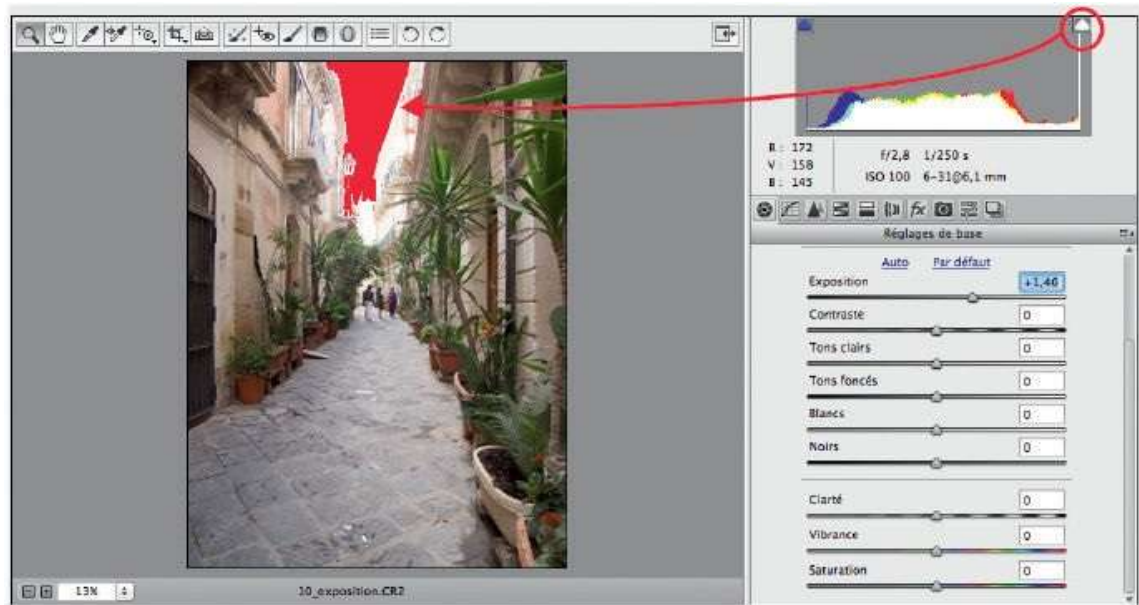 R : 172
V : 158
B : 145
f/2,8 1/250 s
ISO 100 6-31@6,1 mm
fx
Réglages de base
Auto Par défaut
Exposition +1,46
Contraste 0
Tons clairs 0
Tons foncés 0
Blancs 0
Noirs 0
Clarté 0
Vibrance 0
Saturation 0
13% 10_exposition.CR2